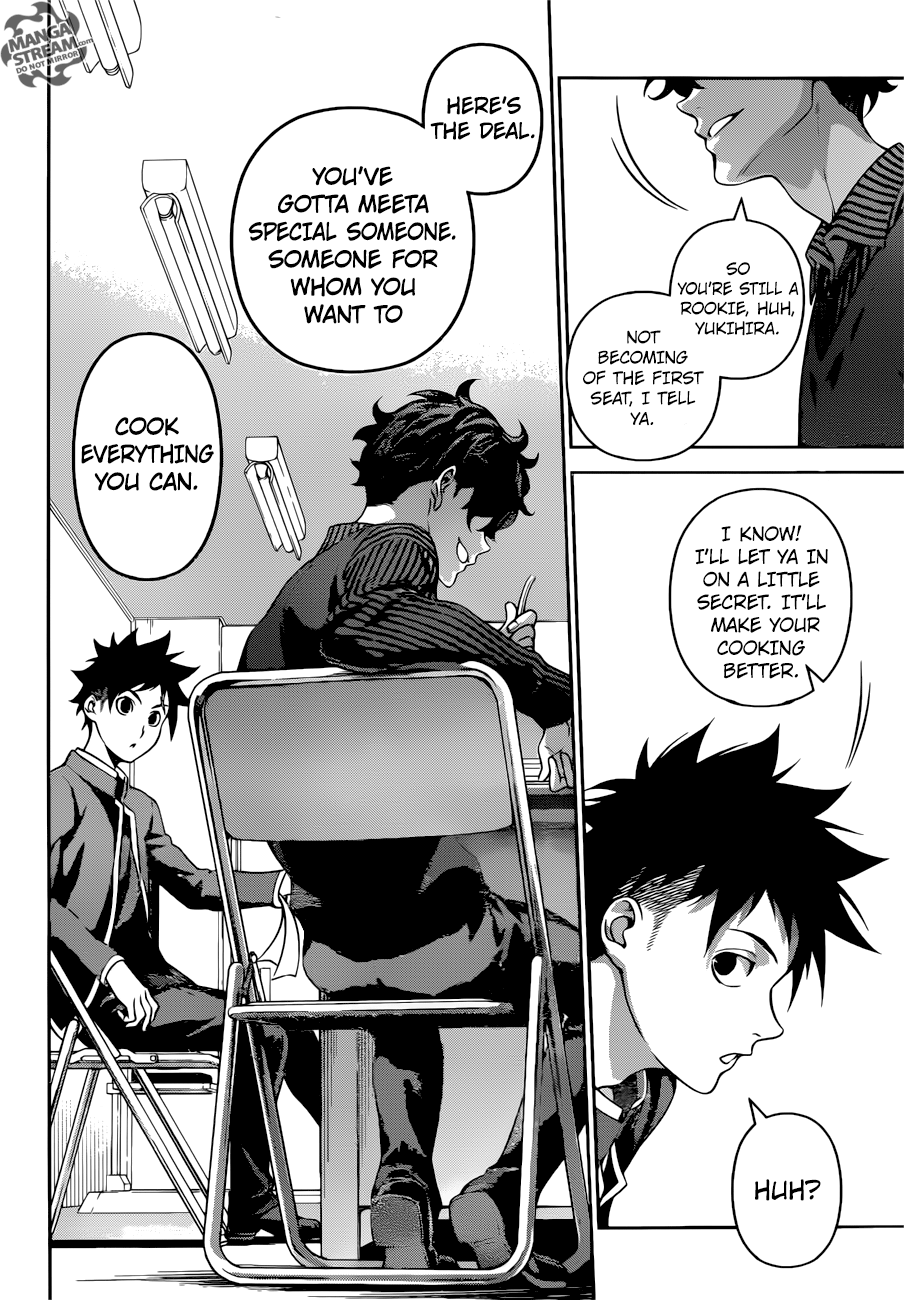 MANGA
STREAM.com
DO NOT MIRROR
SO
YOU'RE STILL A
ROOKIE, HUH,
YUKIHIRA.
NOT
BECOMING
OF THE FIRST
SEAT, I TELL
YA.
I KNOW!
I'LL LET YA IN
ON A LITTLE
SECRET. IT'LL
MAKE YOUR
COOKING
BETTER.
HUH?
HERE'S
THE DEAL.
YOU'VE
GOTTA MEETA
SPECIAL SOMEONE.
SOMEONE FOR
WHOM YOU
WANT TO
COOK
EVERYTHING
YOU CAN.